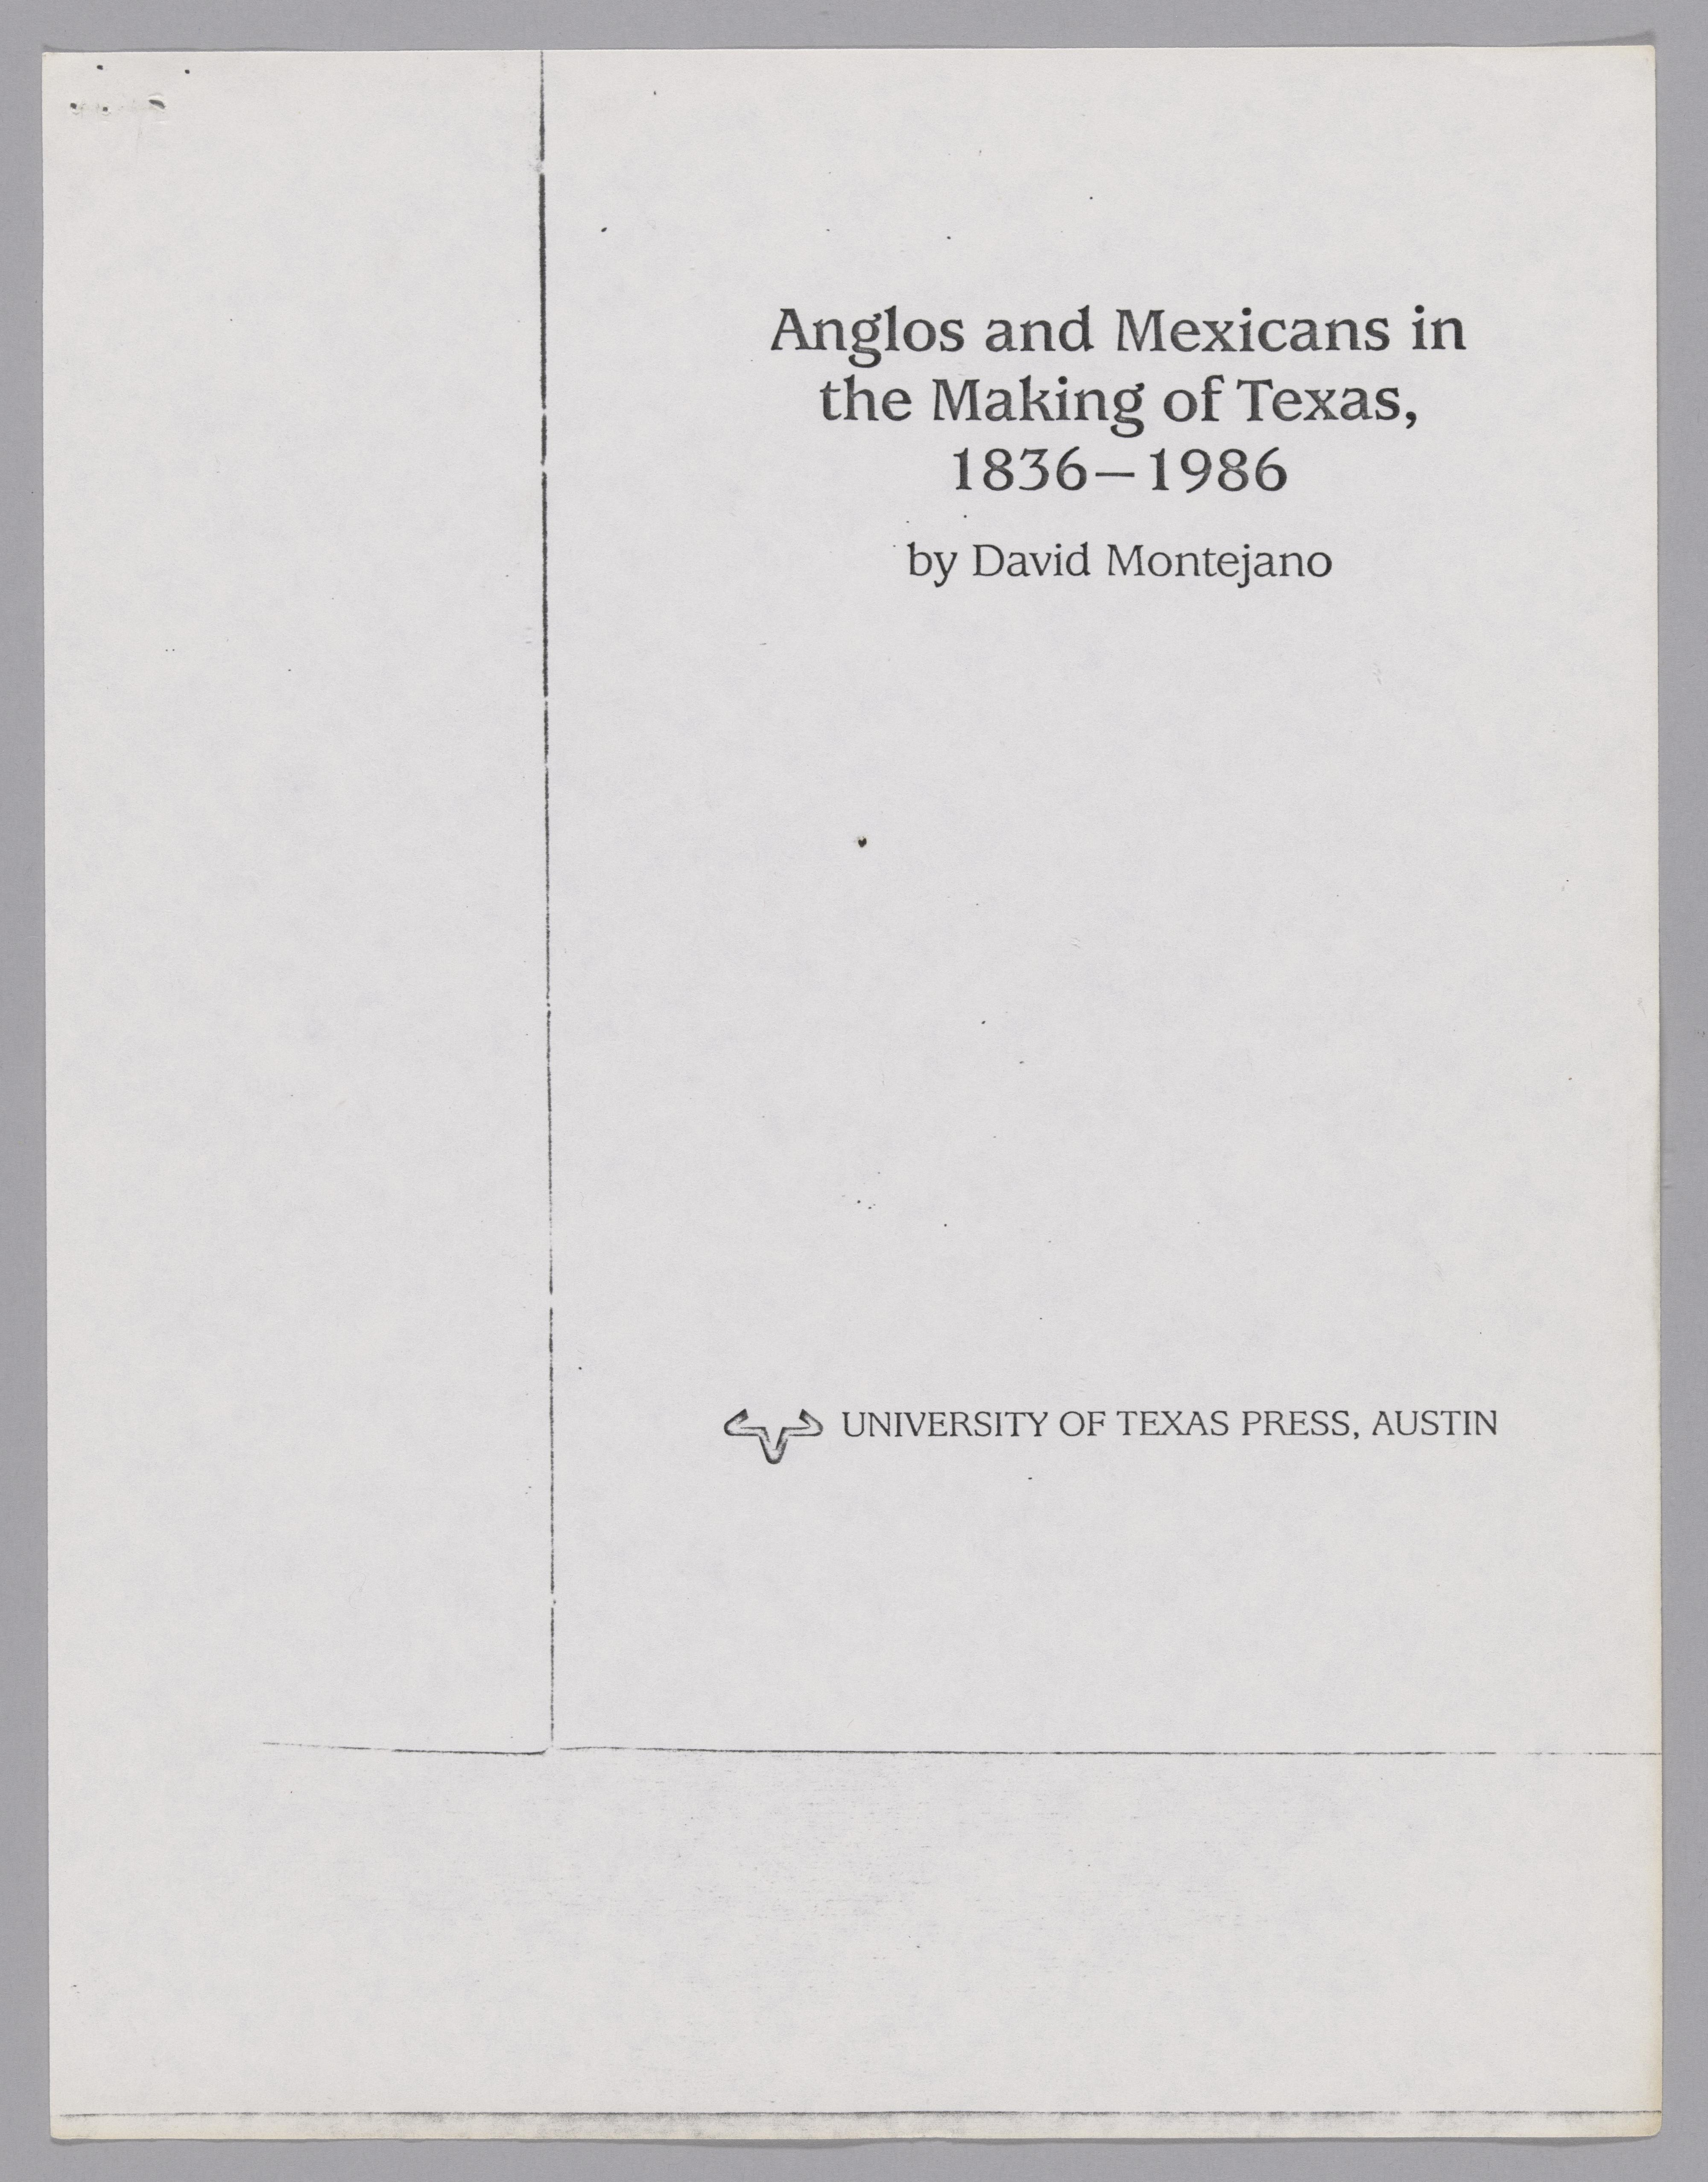 Anglos and Mexicans in
the Making of Texas,
1836–1986
by David Montejano
UNIVERSITY OF TEXAS PRESS, AUSTIN